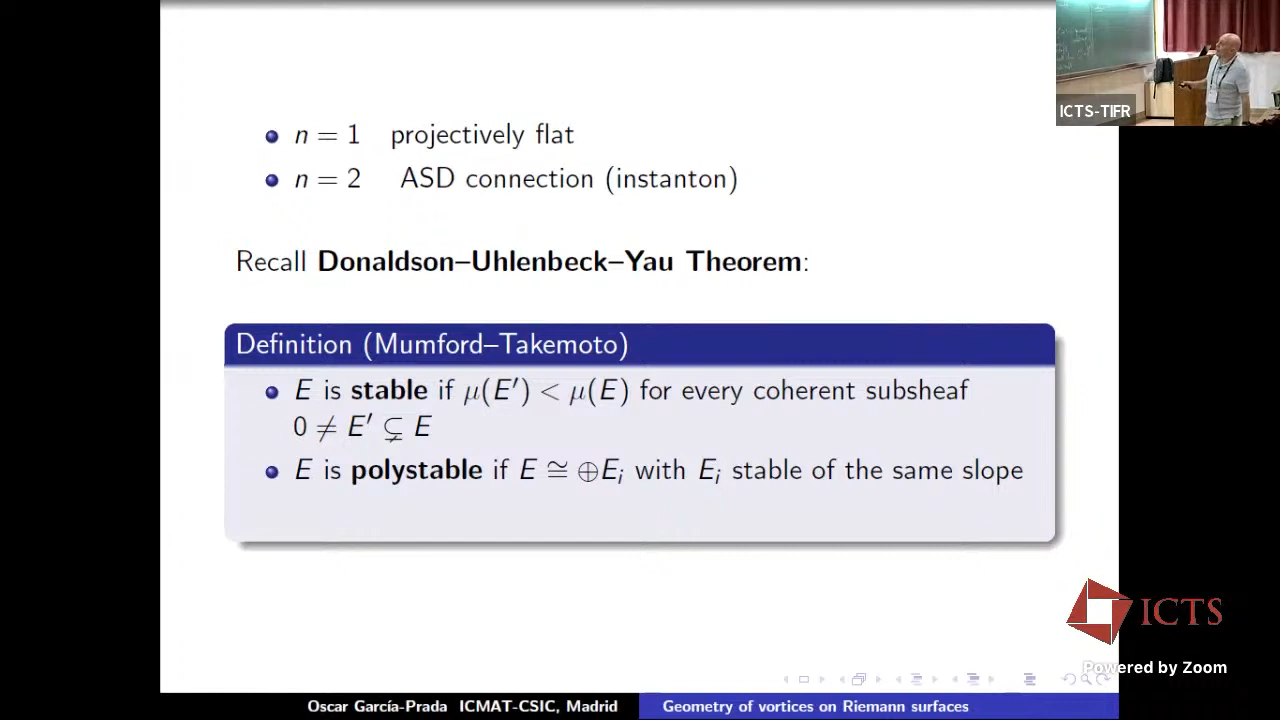 n = 1 projectively flat
n = 2 ASD connection (instanton)
Recall Donaldson–Uhlenbeck–Yau Theorem:
Definition (Mumford–Takemoto)
E is stable if μ(E′) < μ(E) for every coherent subsheaf
0 ≠ E′ ⊊ E
E is polystable if E ≅ ⊕Eᵢ with Eᵢ stable of the same slope
ICTS-TIFR
ICTS
Powered by Zoom
Oscar García-Prada ICMAT-CSIC, Madrid
Geometry of vortices on Riemann surfaces